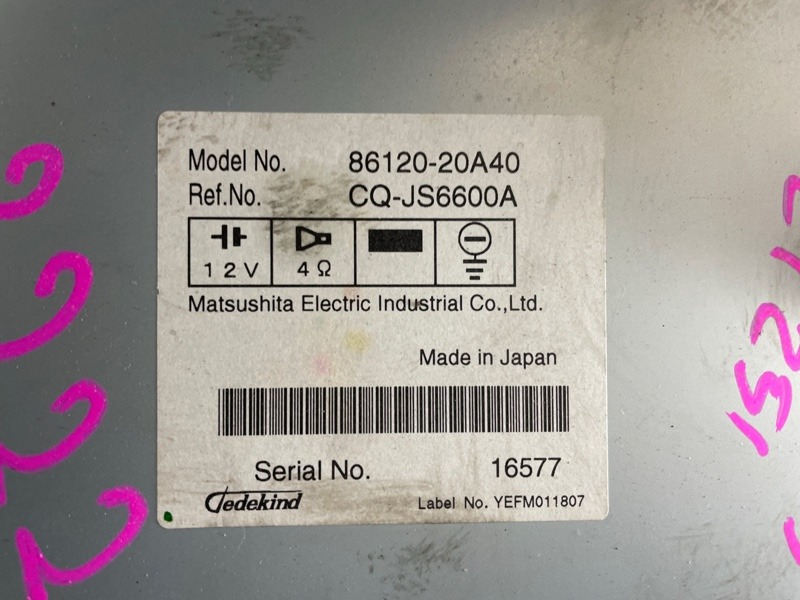 Model No. 86120-20A40
Ref.No. CQ-JS6600A
12V 4Ω
Matsushita Electric Industrial Co.,Ltd.
Made in Japan
Serial No. 16577
Dedekind Label No. YEFM011807